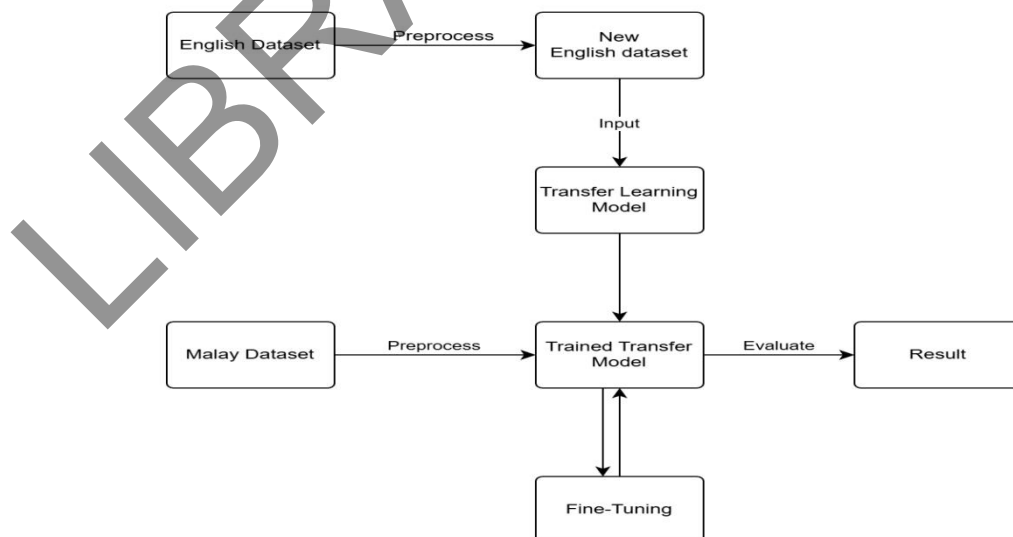 English Dataset
Preprocess
New
English dataset
Input
Transfer Learning
Model
Malay Dataset
Preprocess
Trained Transfer
Model
Evaluate
Result
Fine-Tuning